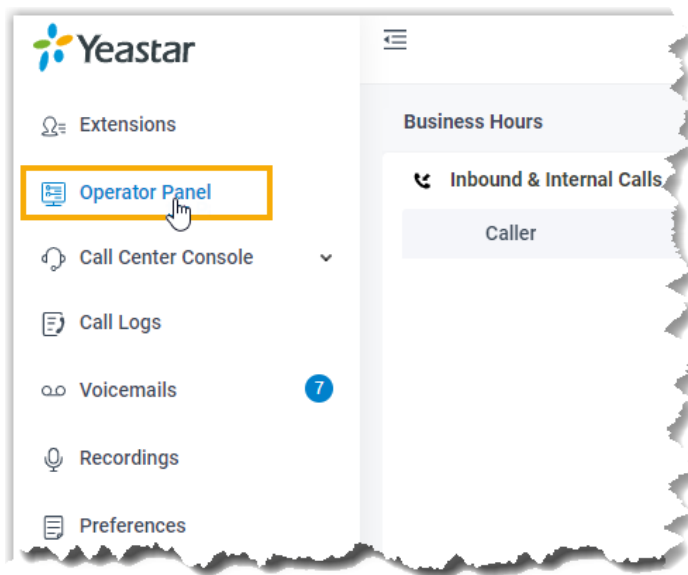 Yeastar
Extensions
Operator Panel
Call Center Console
Call Logs
Voicemails 7
Recordings
Preferences
Business Hours
Inbound & Internal Calls
Caller